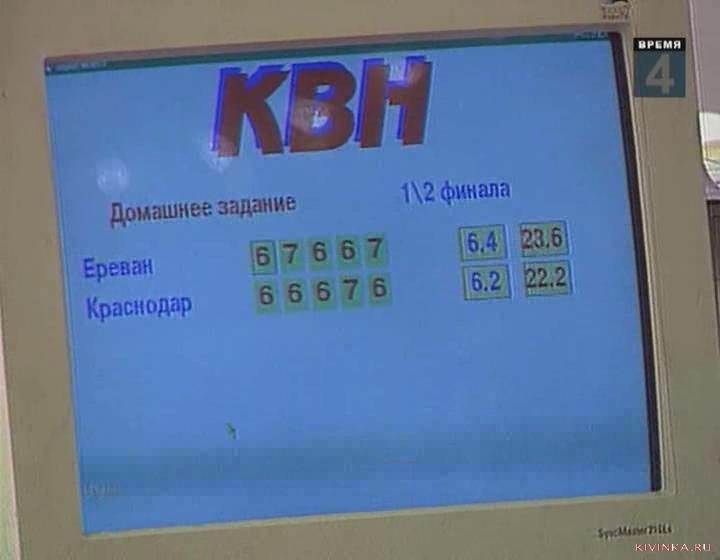 ВРЕМЯ
4
КВН
Домашнее задание 1\2 финала
Ереван 6 7 6 6 7 6.4 23.6
Краснодар 6 6 6 7 6 6.2 22.2
SyncMaster
KIVINKA.RU